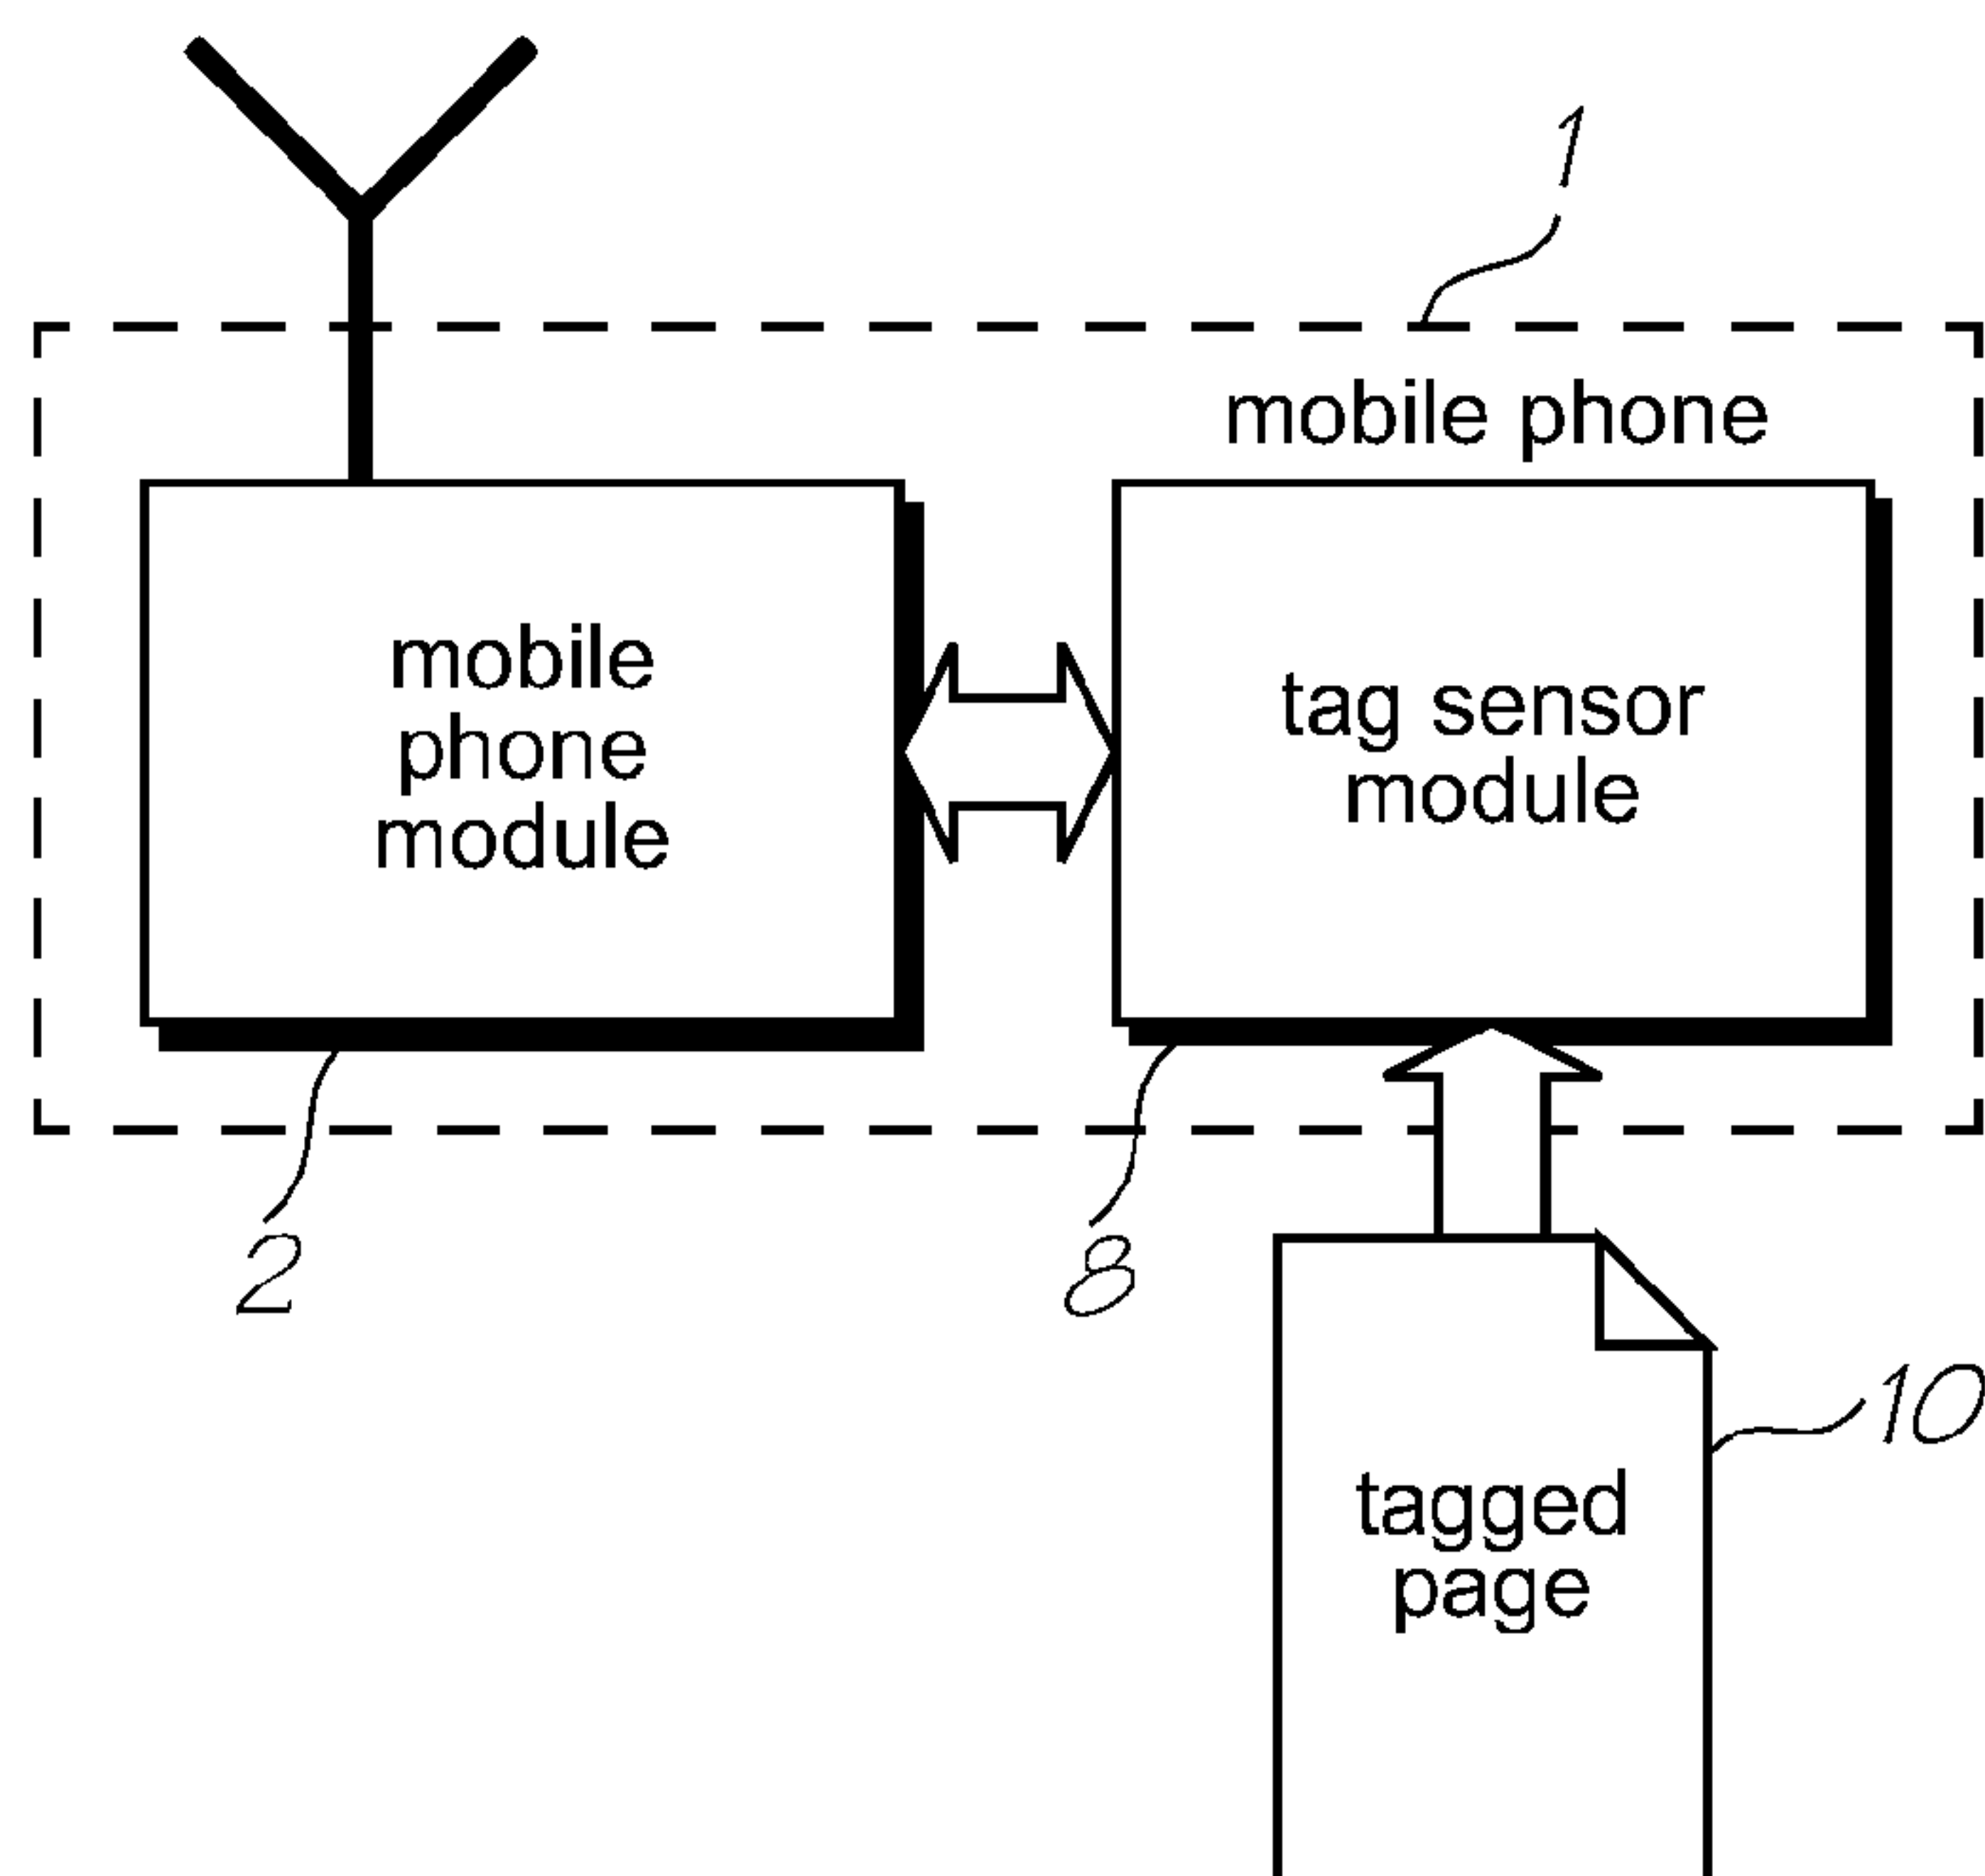 1
mobile phone
mobile
phone
module
tag sensor
module
2
8
10
tagged
page